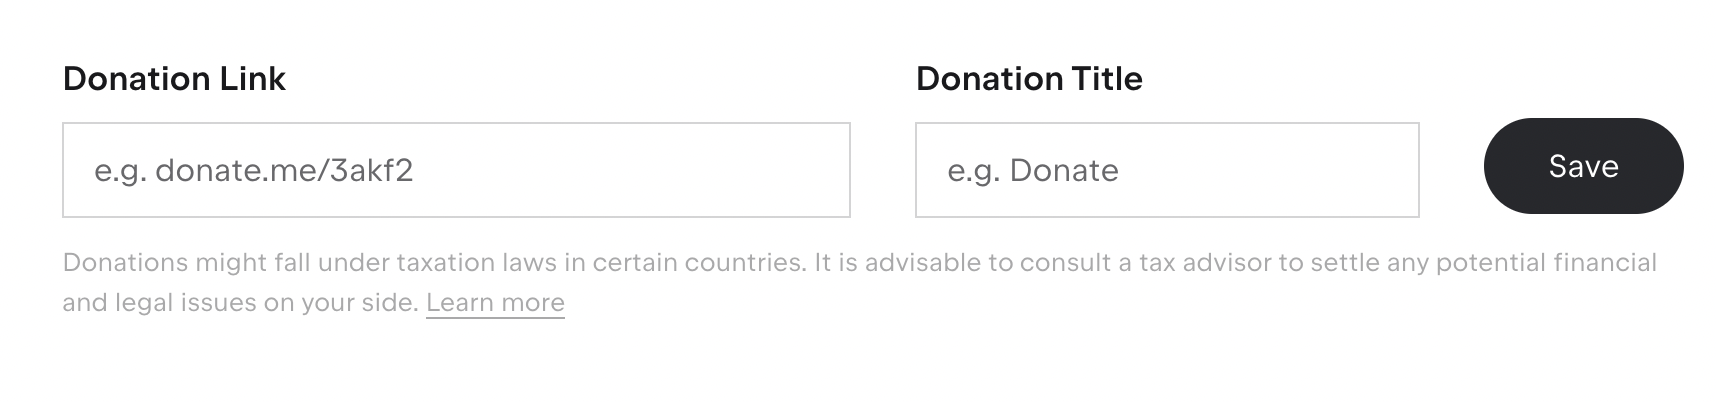 Donation Link
Donation Title
e.g. donate.me/3akf2
e.g. Donate
Save
Donations might fall under taxation laws in certain countries. It is advisable to consult a tax advisor to settle any potential financial
and legal issues on your side. Learn more